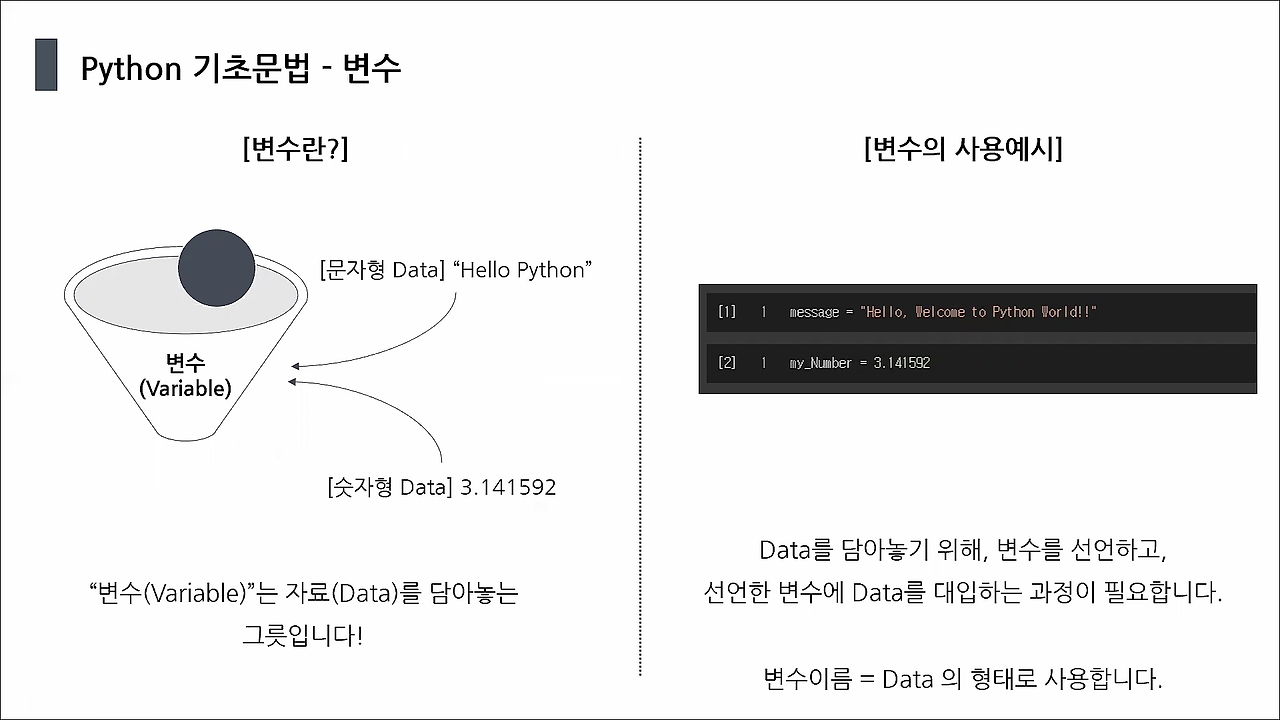 Python 기초문법 - 변수
[변수란?]
[문자형 Data] “Hello Python”
변수
(Variable)
[숫자형 Data] 3.141592
“변수(Variable)”는 자료(Data)를 담아놓는
그릇입니다!
[변수의 사용예시]
[1] 1 message = "Hello, Welcome to Python World!!"
[2] 1 my_Number = 3.141592
Data를 담아놓기 위해, 변수를 선언하고,
선언한 변수에 Data를 대입하는 과정이 필요합니다.
변수이름 = Data 의 형태로 사용합니다.